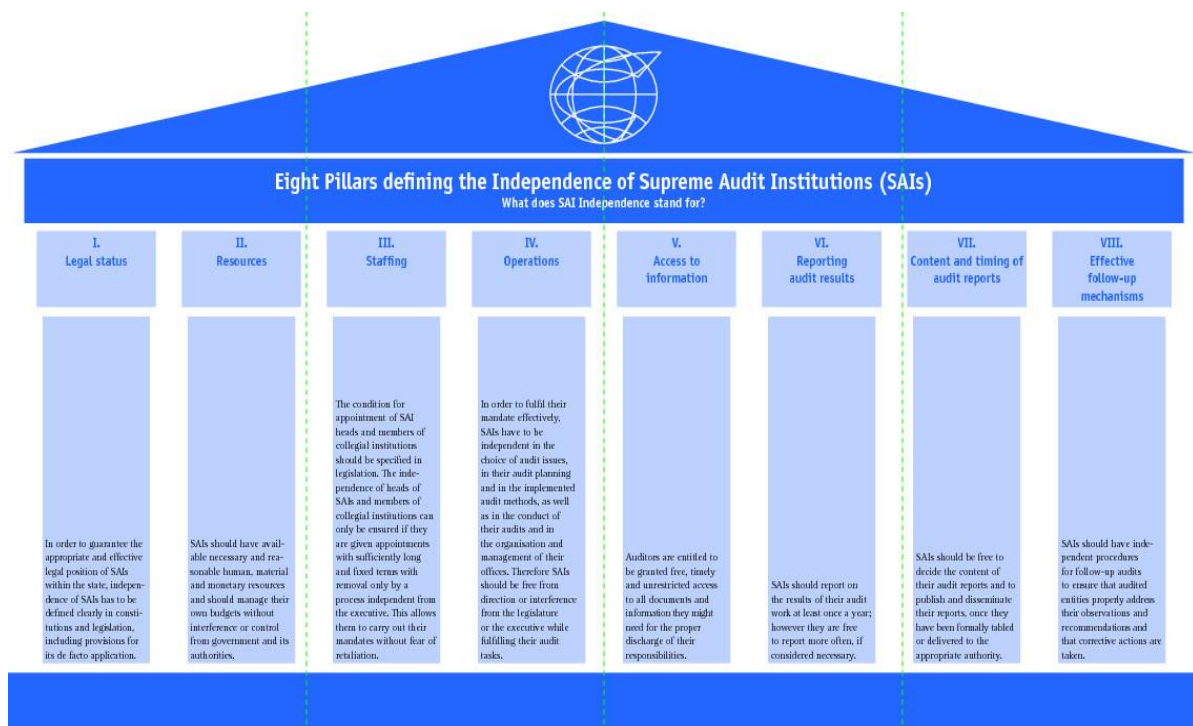 Eight Pillars defining the Independence of Supreme Audit Institutions (SAIs)
What does SAI Independence stand for?
I.
Legal status
In order to guarantee the
appropriate and effective
legal position of SAIs
within the state, indepen-
dence of SAIs has to be
defined clearly in consti-
tutions and legislation,
including provisions for
its de facto application.
II.
Resources
SAIs should have avail-
able necessary and rea-
sonable human, material
and monetary resources
and should manage their
own budgets without
interference or control
from government and its
authorities.
III.
Staffing
The condition for
appointment of SAI
heads and members of
collegial institutions
should be specified in
legislation. The inde-
pendence of heads of
SAIs and members of
collegial institutions can
only be ensured if they
are given appointments
with sufficiently long
and fixed terms with
removal only by a
process independent from
the executive. This allows
them to carry out their
mandates without fear of
retaliation.
IV.
Operations
In order to fulfil their
mandate effectively,
SAIs have to be
independent in the
choice of audit issues,
in their audit planning
and in the implemented
audit methods, as well
as in the conduct of
their audits and in
the organisation and
management of their
offices. Therefore SAIs
should be free from
direction or interference
from the legislature
or the executive while
fulfilling their audit
tasks.
V.
Access to
information
Auditors are entitled to
be granted free, timely
and unrestricted access
to all documents and
information they might
need for the proper
discharge of their
responsibilities.
VI.
Reporting
audit results
SAIs should report on
the results of their audit
work at least once a year;
however they are free
to report more often, if
considered necessary.
VII.
Content and timing of
audit reports
SAIs should be free to
decide the content of
their audit reports and to
publish and disseminate
their reports, once they
have been formally tabled
or delivered to the
appropriate authority.
VIII.
Effective
follow-up
mechanisms
SAIs should have inde-
pendent procedures
for follow-up audits
to ensure that audited
entities properly address
their observations and
recommendations and
that corrective actions are
taken.